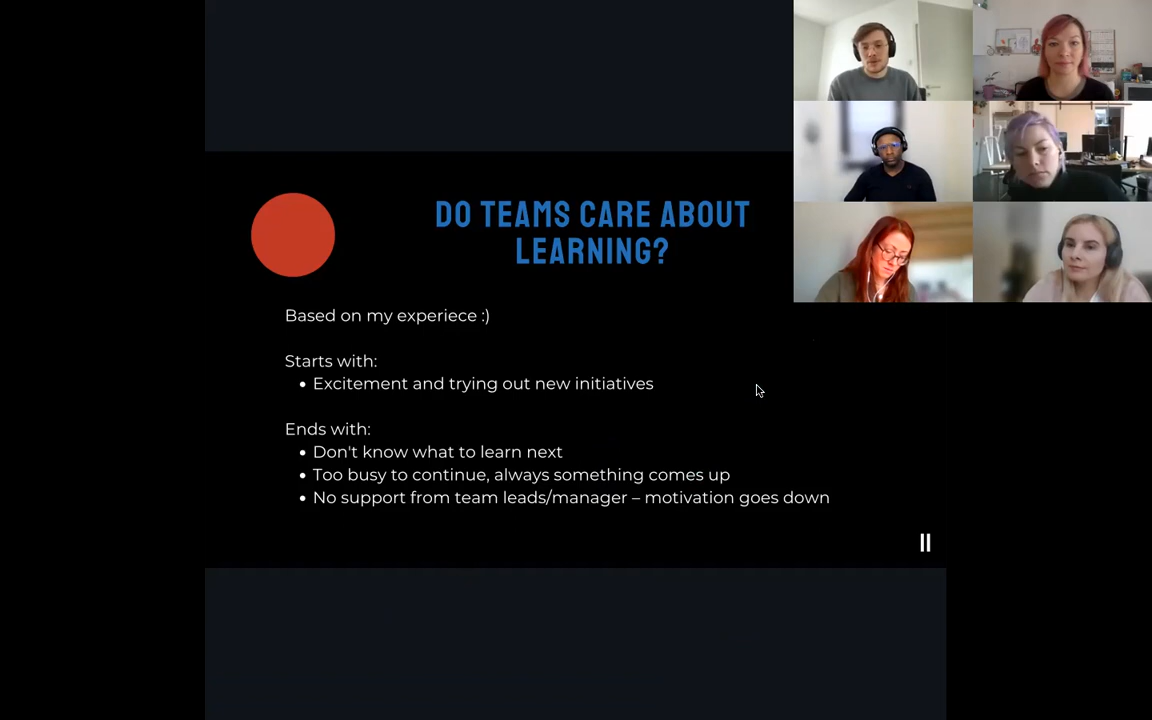 DO TEAMS CARE ABOUT
LEARNING?
Based on my experiece :)
Starts with:
• Excitement and trying out new initiatives
Ends with:
• Don't know what to learn next
• Too busy to continue, always something comes up
• No support from team leads/manager – motivation goes down